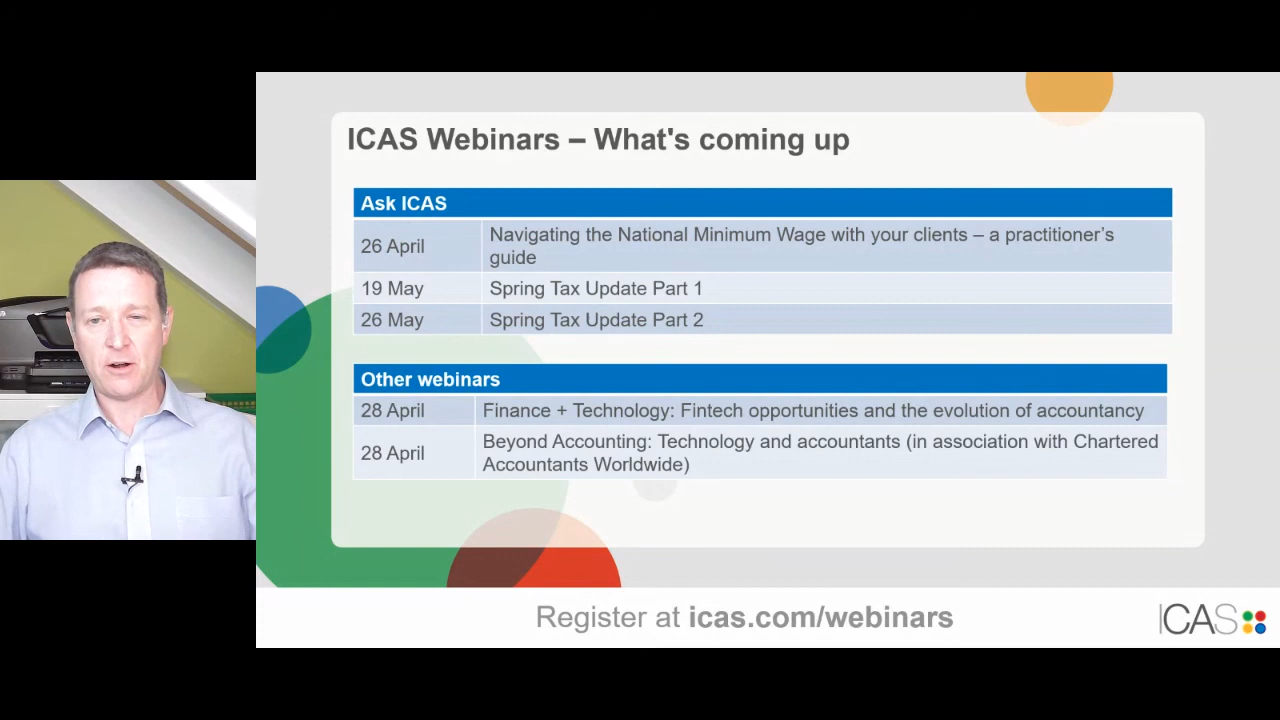 ICAS Webinars – What's coming up
Ask ICAS
26 April
Navigating the National Minimum Wage with your clients – a practitioner's
guide
19 May
Spring Tax Update Part 1
26 May
Spring Tax Update Part 2
Other webinars
28 April
Finance + Technology: Fintech opportunities and the evolution of accountancy
28 April
Beyond Accounting: Technology and accountants (in association with Chartered
Accountants Worldwide)
Register at icas.com/webinars
ICAS